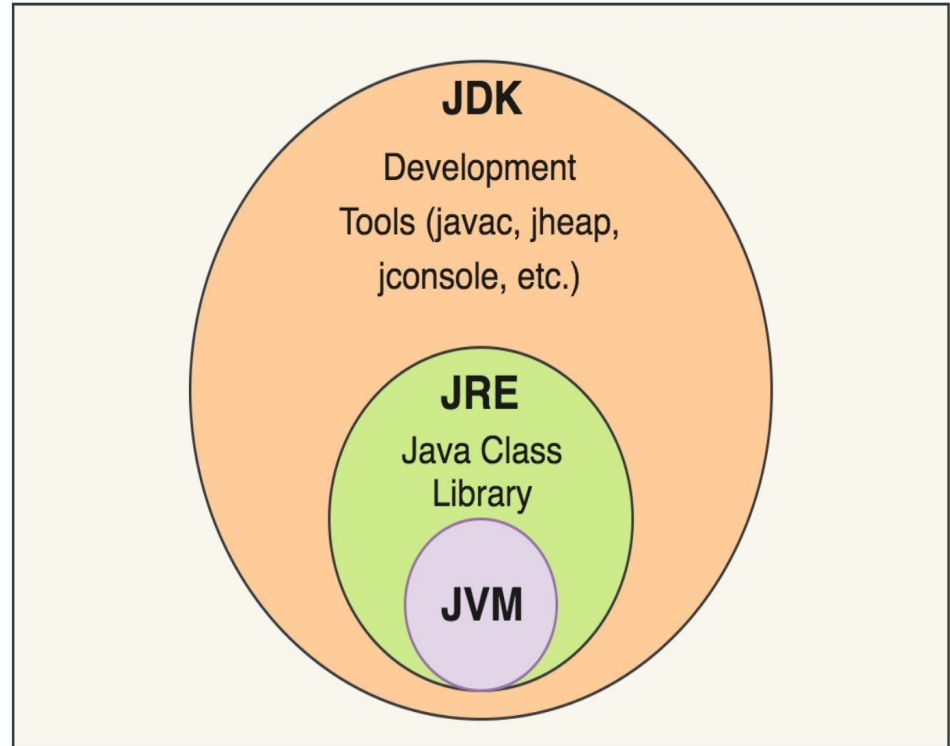 JDK
Development
Tools (javac, jheap,
jconsole, etc.)
JRE
Java Class
Library
JVM